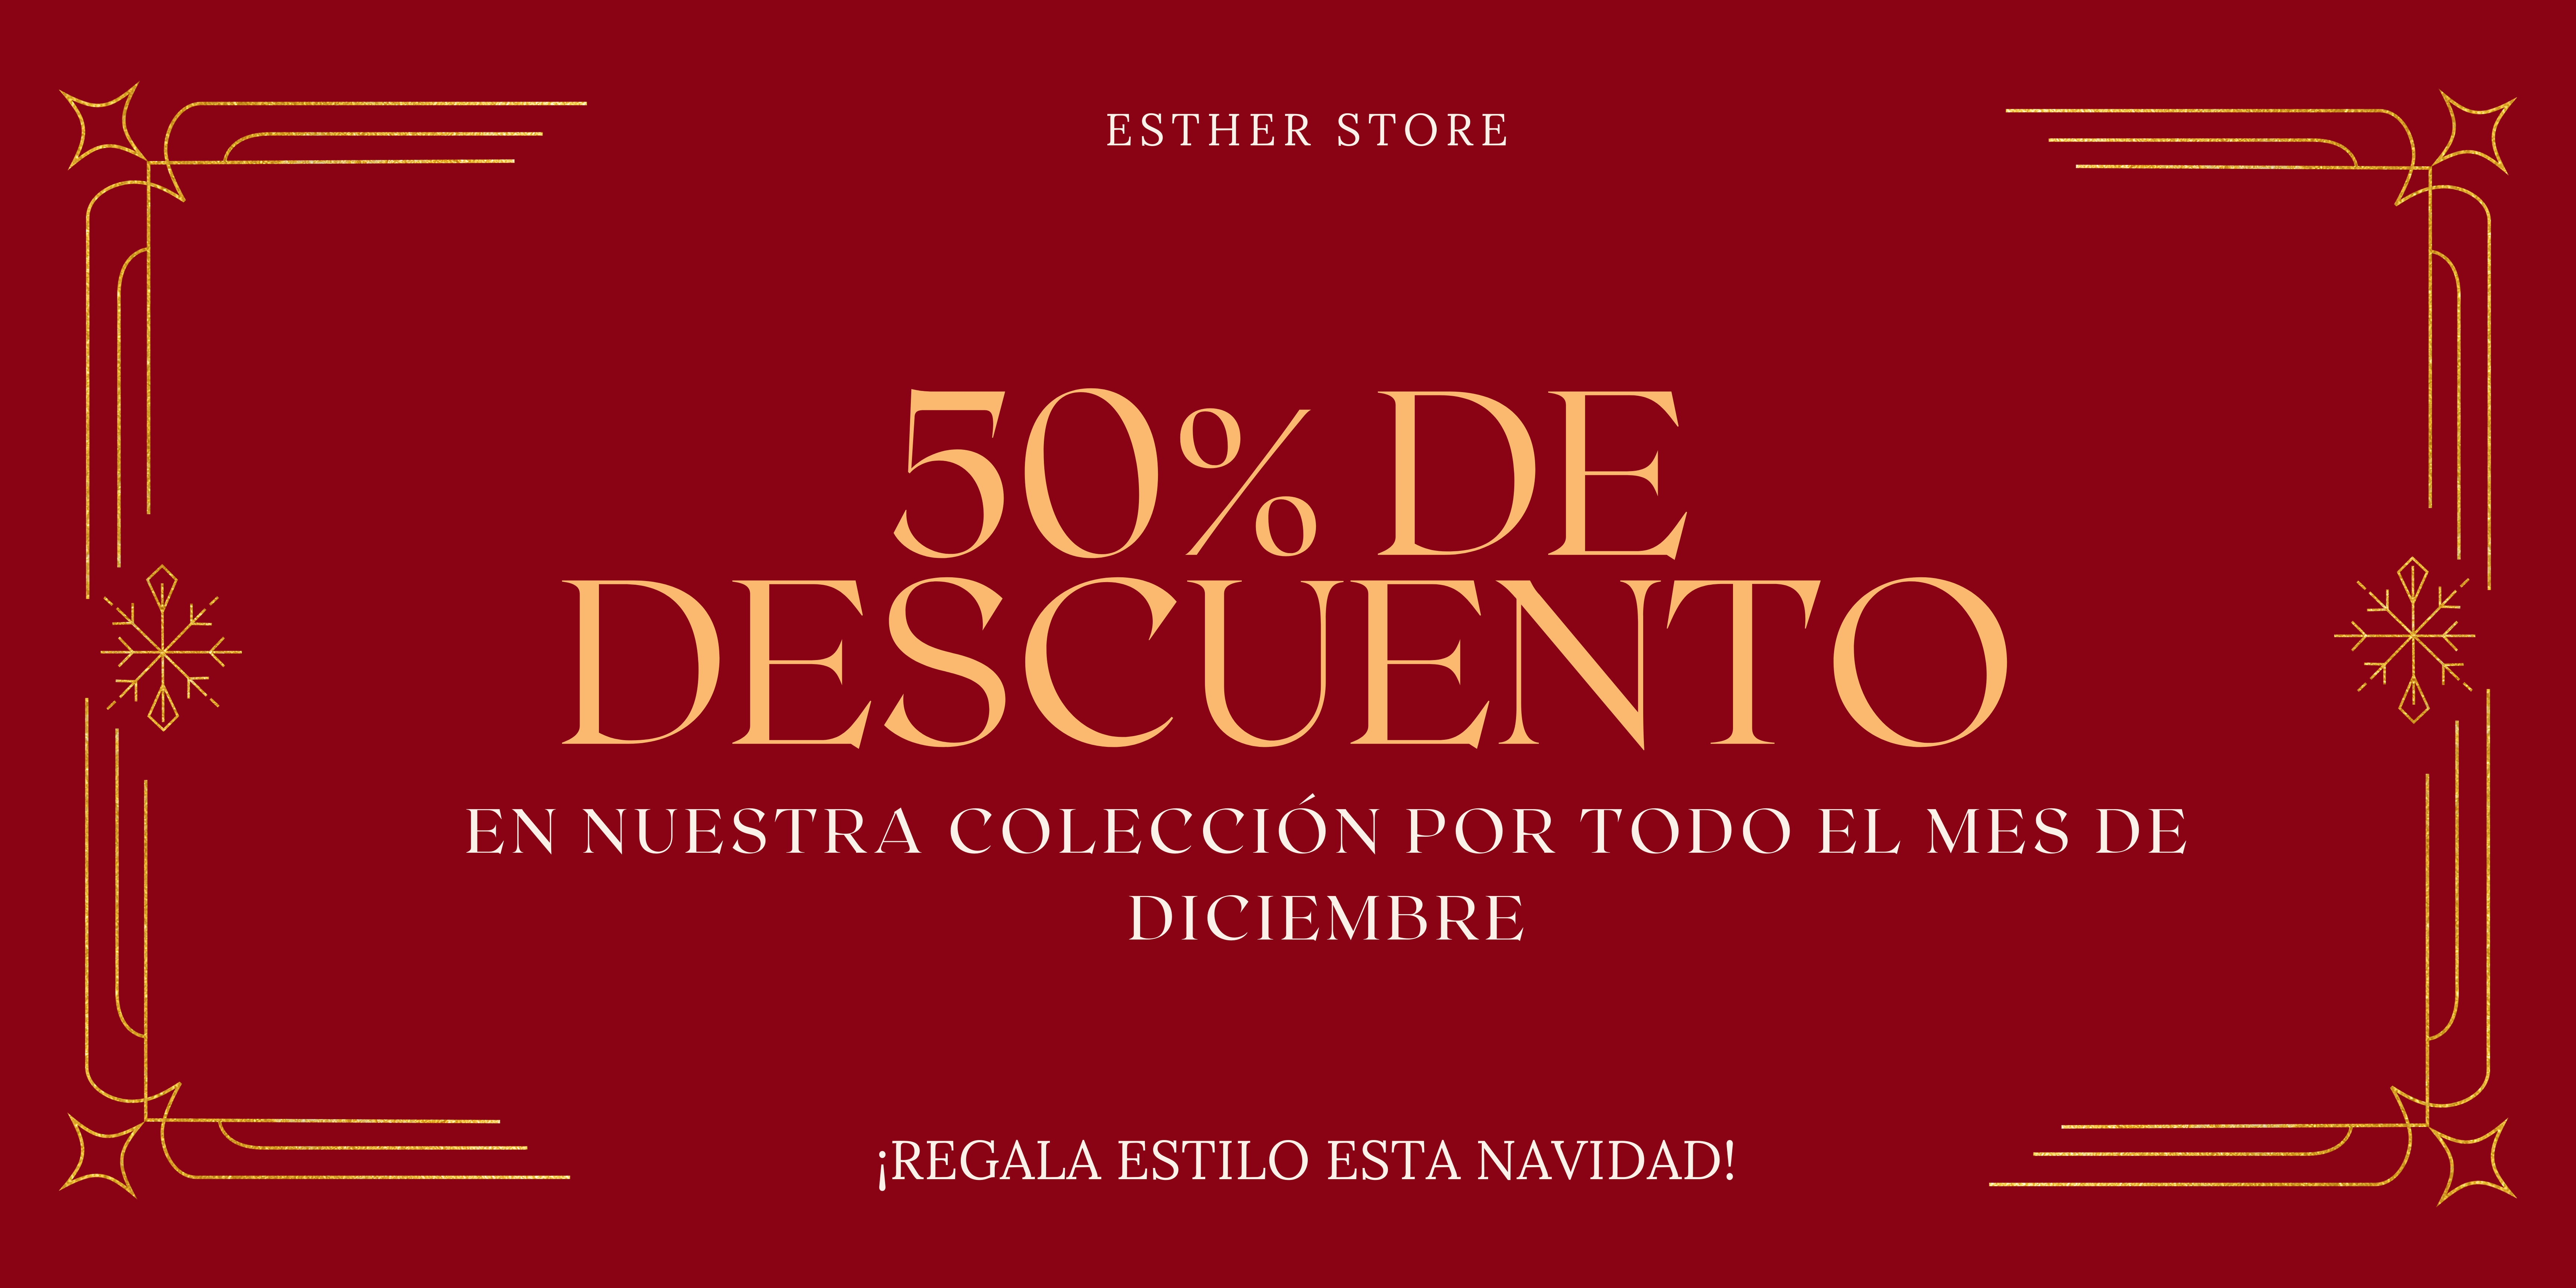 ESTHER STORE
50% DE
DESCUENTO
EN NUESTRA COLECCIÓN POR TODO EL MES DE
DICIEMBRE
¡REGALA ESTILO ESTA NAVIDAD!